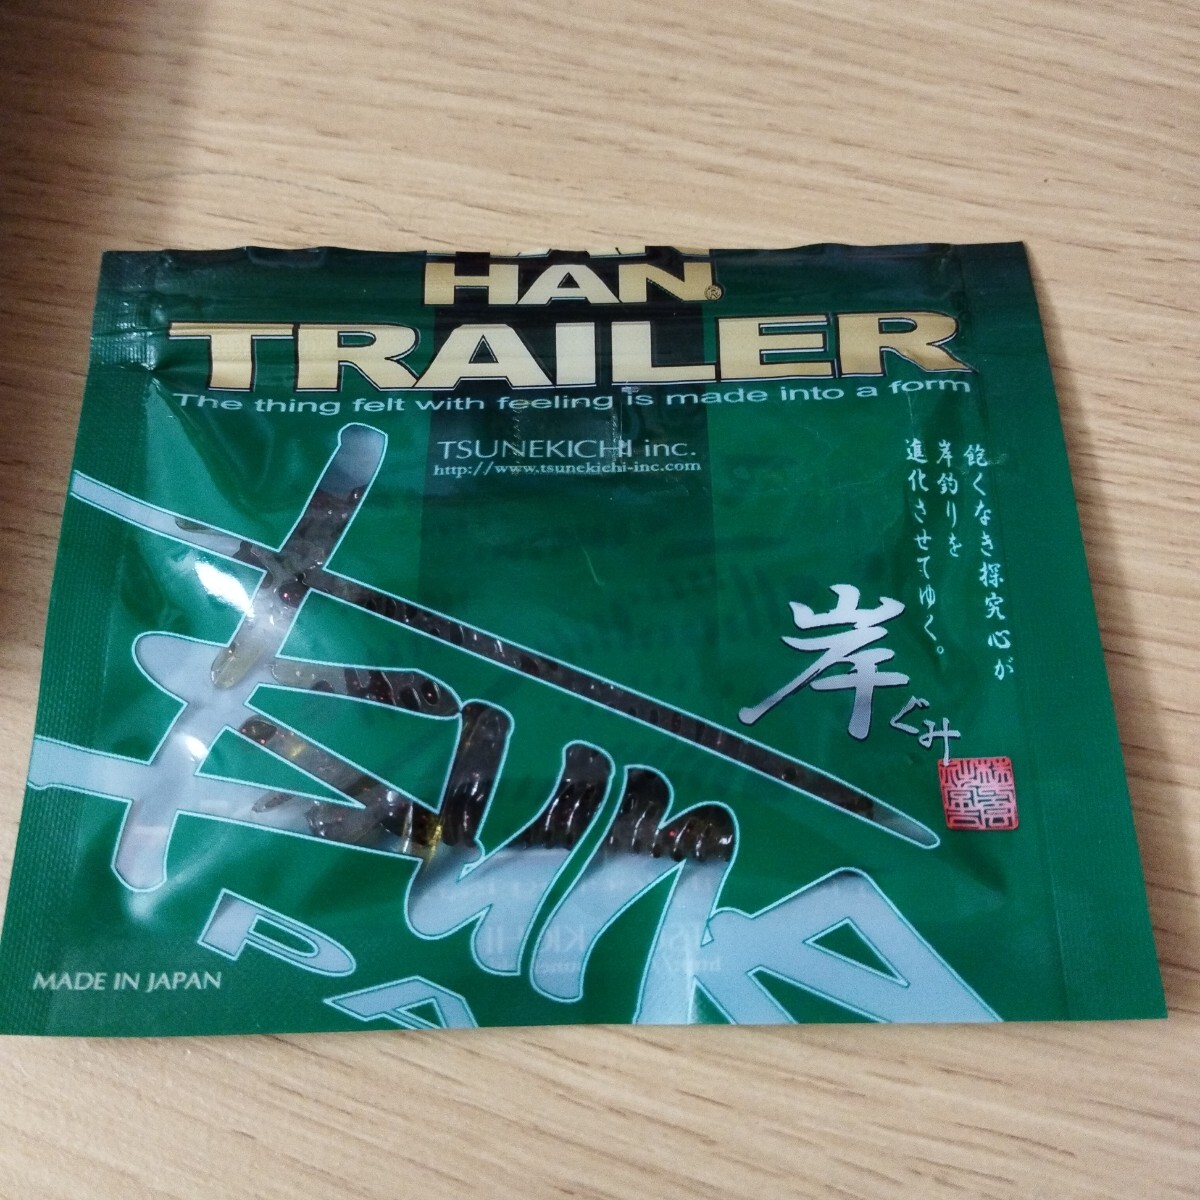 HAN®
TRAILER
The thing felt with feeling is made into a form
TSUNEKICHI inc.
http://www.tsunekichi-inc.com
飽くなき探究心が
岸釣りを
進化させてゆく。
岸ぐみ
MADE IN JAPAN